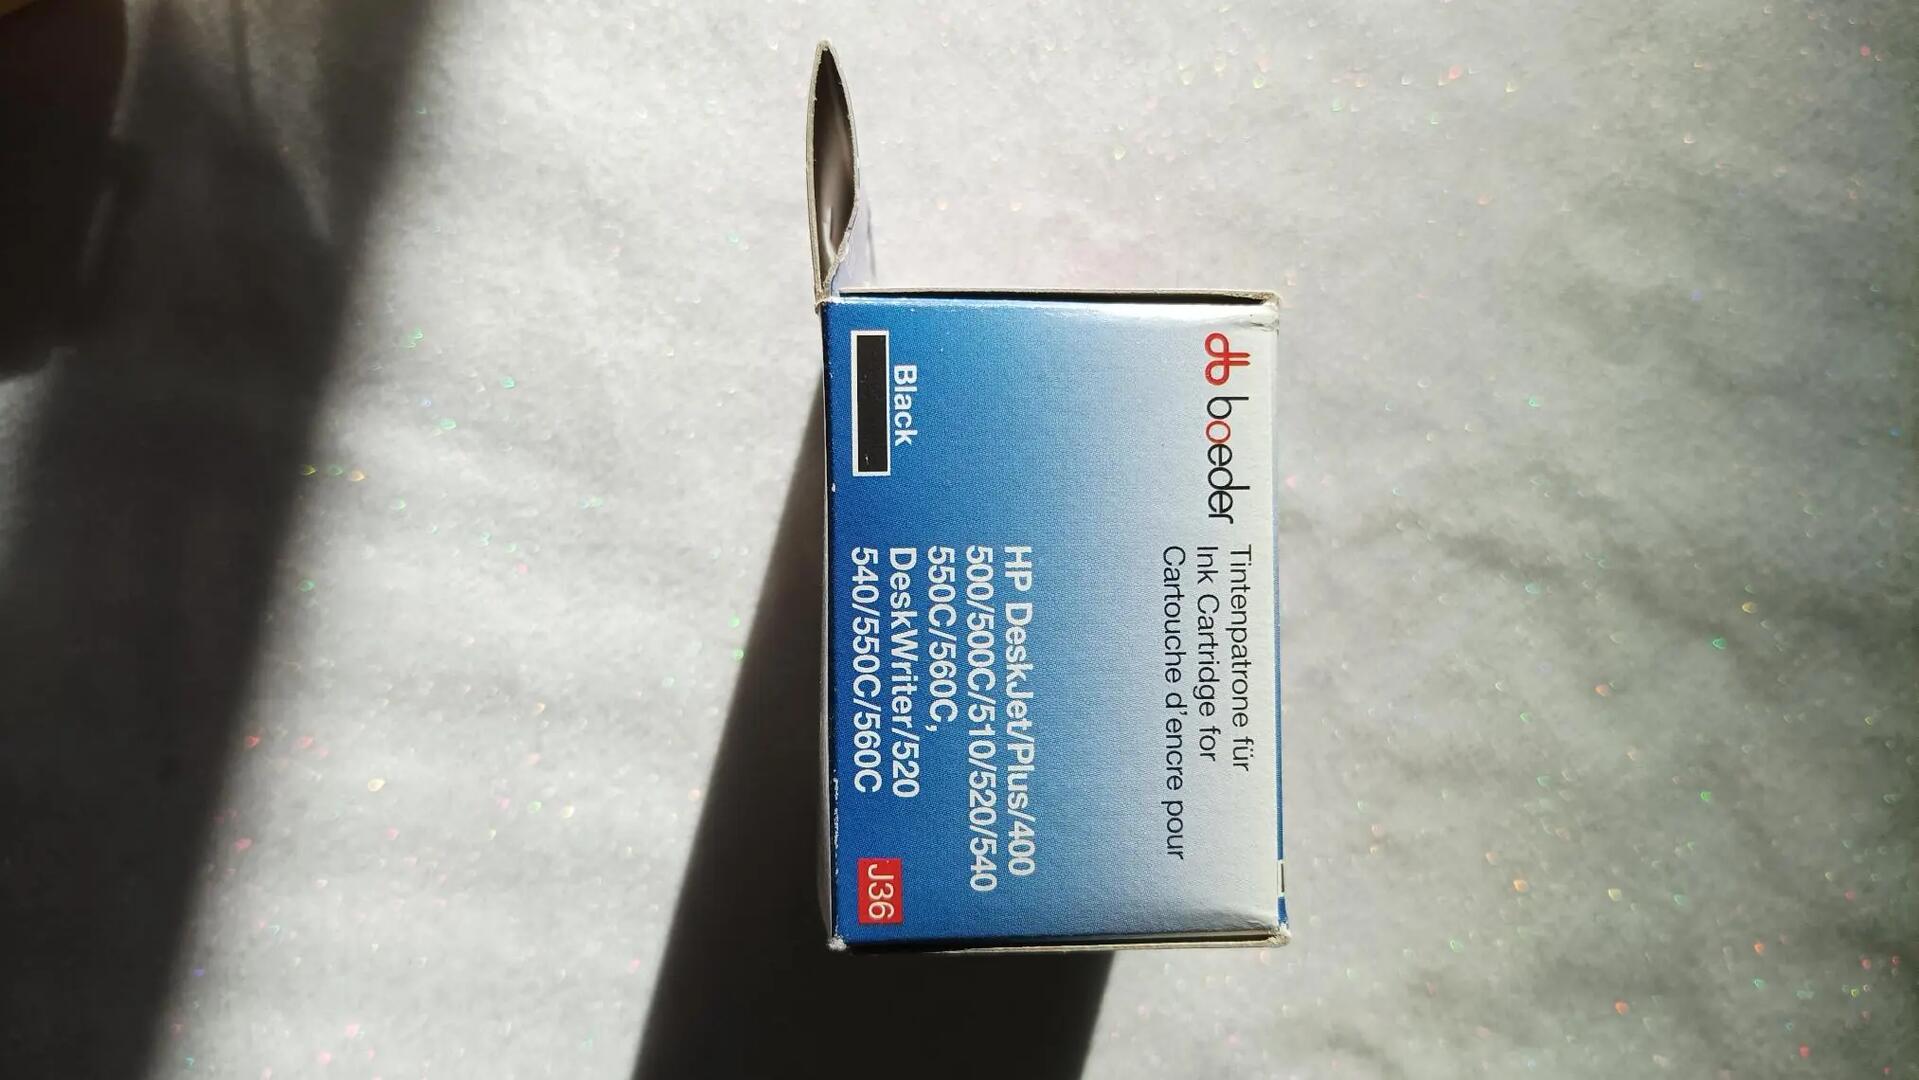 boeder
Tintenpatrone für
Ink Cartridge for
Cartouche d'encre pour
HP DeskJet/Plus/400
500/500C/510/520/540
550C/560C,
DeskWriter/520
540/550C/560C
Black
J36